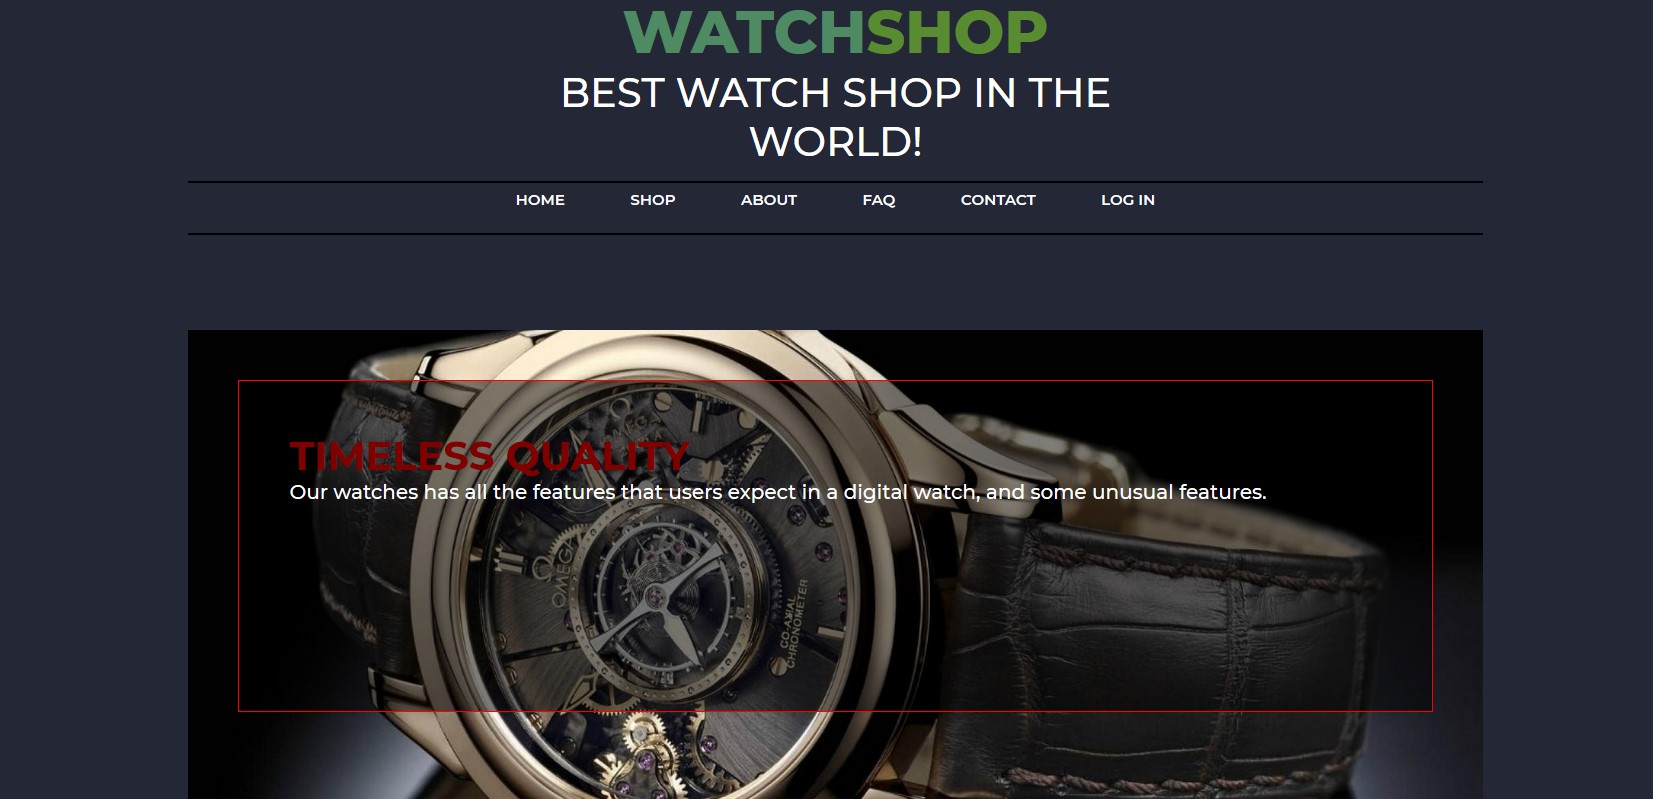 WATCHSHOP
BEST WATCH SHOP IN THE
WORLD!
HOME SHOP ABOUT FAQ CONTACT LOG IN
TIMELESS QUALITY
Our watches has all the features that users expect in a digital watch, and some unusual features.
OMEGA
CO-AXIAL
CHRONOMETER